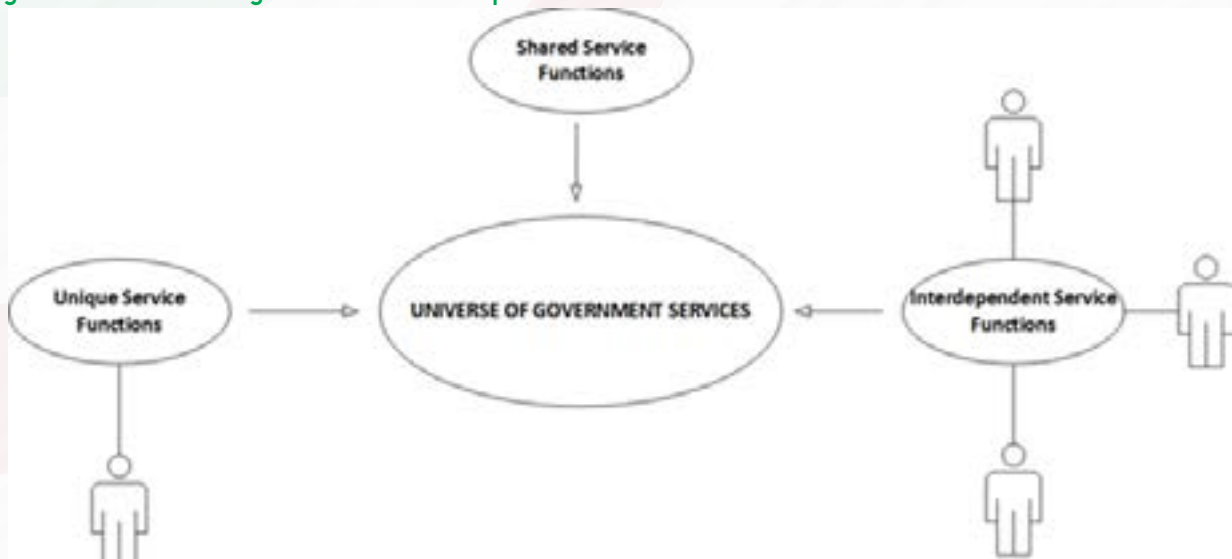 Shared Service
Functions
Unique Service
Functions
UNIVERSE OF GOVERNMENT SERVICES
Interdependent Service
Functions